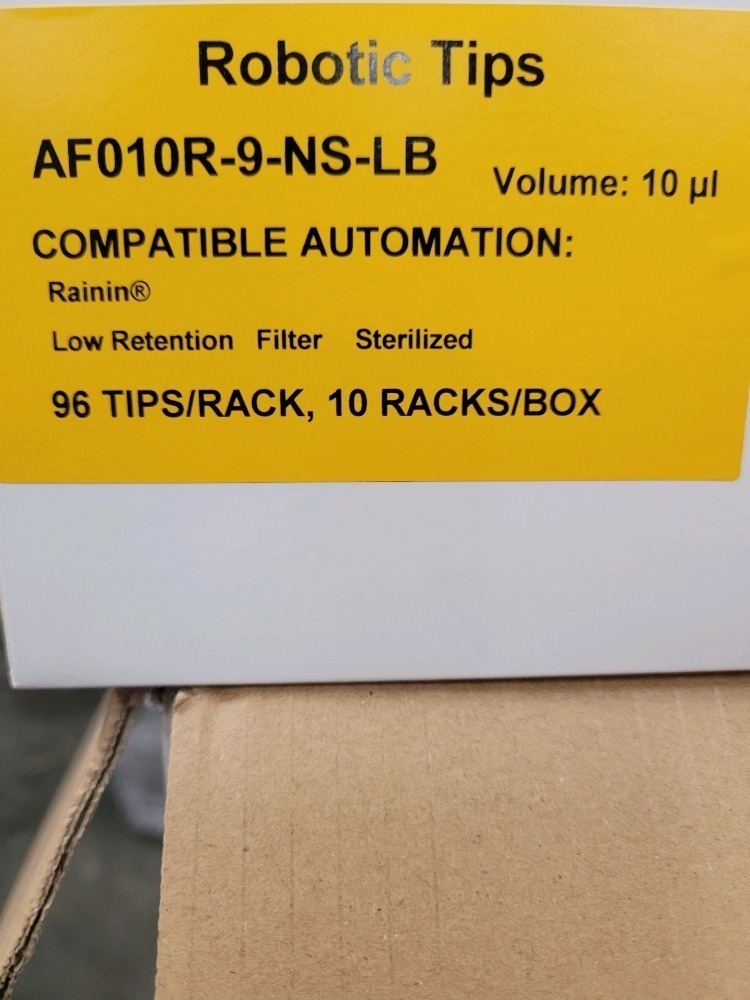 Robotic Tips
AF010R-9-NS-LB
Volume: 10 µl
COMPATIBLE AUTOMATION:
Rainin®
Low Retention Filter Sterilized
96 TIPS/RACK, 10 RACKS/BOX